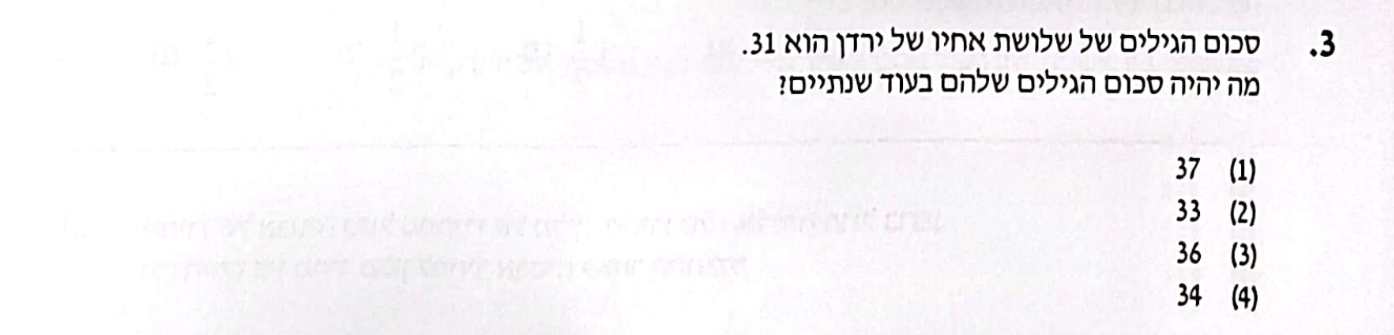 3. סכום הגילים של שלושת אחיו של ירדן הוא 31.
מה יהיה סכום הגילים שלהם בעוד שנתיים?
(1) 37
(2) 33
(3) 36
(4) 34